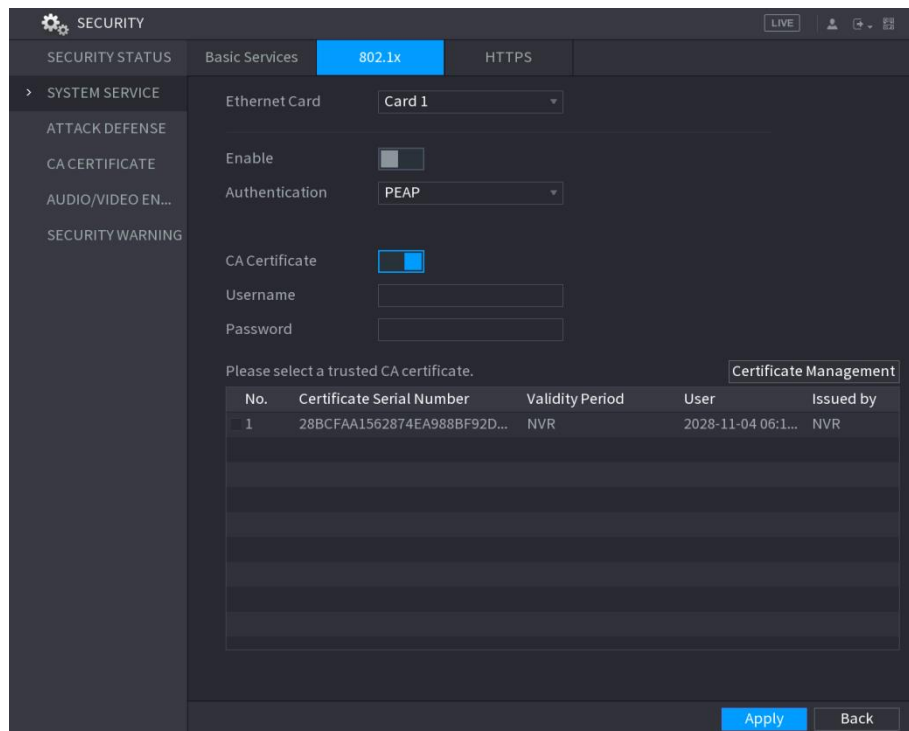 SECURITY LIVE
SECURITY STATUS Basic Services 802.1x HTTPS
> SYSTEM SERVICE Ethernet Card Card 1
ATTACK DEFENSE
CA CERTIFICATE Enable
AUDIO/VIDEO EN... Authentication PEAP
SECURITY WARNING
CA Certificate
Username
Password
Please select a trusted CA certificate. Certificate Management
No. Certificate Serial Number Validity Period User Issued by
1 28BCFAA1562874EA988BF92D... NVR 2028-11-04 06:1... NVR
Apply Back